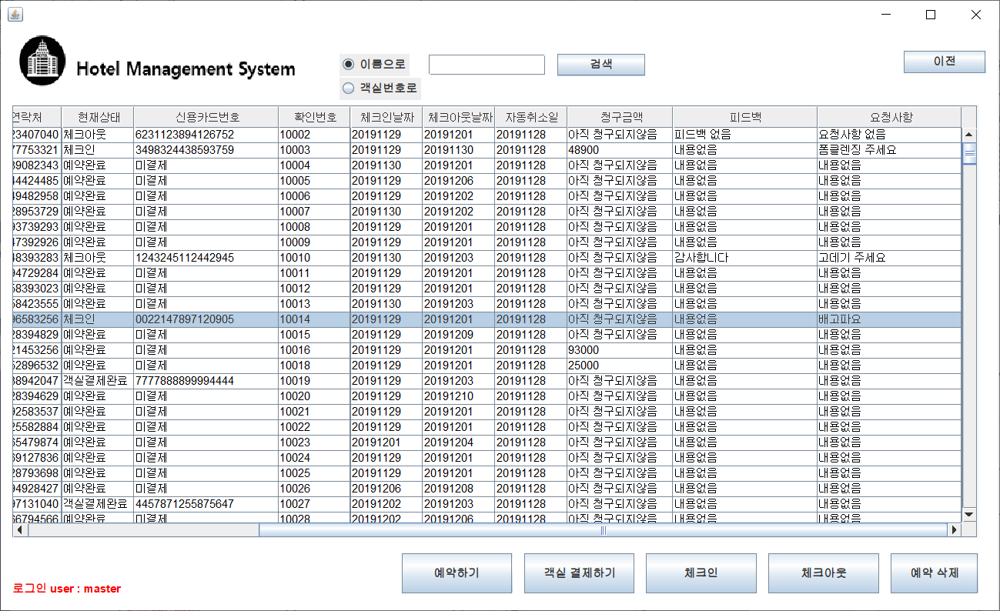 Hotel Management System
이름으로 검색 이전
객실번호로
연락처 현재상태 신용카드번호 확인번호 체크인날짜 체크아웃날짜 자동취소일 청구금액 피드백 요청사항
23407040 체크아웃 6231123894126752 10002 20191129 20191201 20191128 아직 청구되지않음 피드백 없음 요청사항 없음
77753321 체크인 3498324438593759 10003 20191129 20191130 20191128 48900 내용없음 폼클렌징 주세요
39082343 예약완료 미결제 10004 20191130 20191201 20191128 아직 청구되지않음 내용없음 내용없음
44424485 예약완료 미결제 10005 20191129 20191206 20191128 아직 청구되지않음 내용없음 내용없음
49482958 예약완료 미결제 10006 20191129 20191202 20191128 아직 청구되지않음 내용없음 내용없음
28953729 예약완료 미결제 10007 20191130 20191202 20191128 아직 청구되지않음 내용없음 내용없음
93739293 예약완료 미결제 10008 20191129 20191201 20191128 아직 청구되지않음 내용없음 내용없음
47392926 예약완료 미결제 10009 20191129 20191201 20191128 아직 청구되지않음 내용없음 내용없음
48393283 체크아웃 1243245112442945 10010 20191130 20191203 20191128 아직 청구되지않음 감사합니다 고데기 주세요
94729284 예약완료 미결제 10011 20191129 20191201 20191128 아직 청구되지않음 내용없음 내용없음
58393023 예약완료 미결제 10012 20191129 20191201 20191128 아직 청구되지않음 내용없음 내용없음
58423555 예약완료 미결제 10013 20191130 20191203 20191128 아직 청구되지않음 내용없음 내용없음
96583256 체크인 0022147897120905 10014 20191129 20191201 20191128 아직 청구되지않음 내용없음 배고파요
28394829 예약완료 미결제 10015 20191129 20191209 20191128 아직 청구되지않음 내용없음 내용없음
21453256 예약완료 미결제 10016 20191129 20191201 20191128 93000 내용없음 내용없음
52896532 예약완료 미결제 10018 20191129 20191201 20191128 25000 내용없음 내용없음
38942047 객실결제완료 7777888899994444 10019 20191129 20191203 20191128 아직 청구되지않음 내용없음 내용없음
28394629 예약완료 미결제 10020 20191129 20191210 20191128 아직 청구되지않음 내용없음 내용없음
92583537 예약완료 미결제 10021 20191129 20191201 20191128 아직 청구되지않음 내용없음 내용없음
25582884 예약완료 미결제 10022 20191129 20191201 20191128 아직 청구되지않음 내용없음 내용없음
65479874 예약완료 미결제 10023 20191201 20191204 20191128 아직 청구되지않음 내용없음 내용없음
69127836 예약완료 미결제 10024 20191129 20191201 20191128 아직 청구되지않음 내용없음 내용없음
28793698 예약완료 미결제 10025 20191129 20191201 20191128 아직 청구되지않음 내용없음 내용없음
94928427 예약완료 미결제 10026 20191206 20191208 20191128 아직 청구되지않음 내용없음 내용없음
97131040 객실결제완료 4457871255875647 10027 20191202 20191203 20191128 아직 청구되지않음 내용없음 내용없음
66794566 예약완료 미결제 10028 20191202 20191206 20191128 아직 청구되지않음 내용없음 내용없음
예약하기 객실 결제하기 체크인 체크아웃 예약 삭제
로그인 user : master